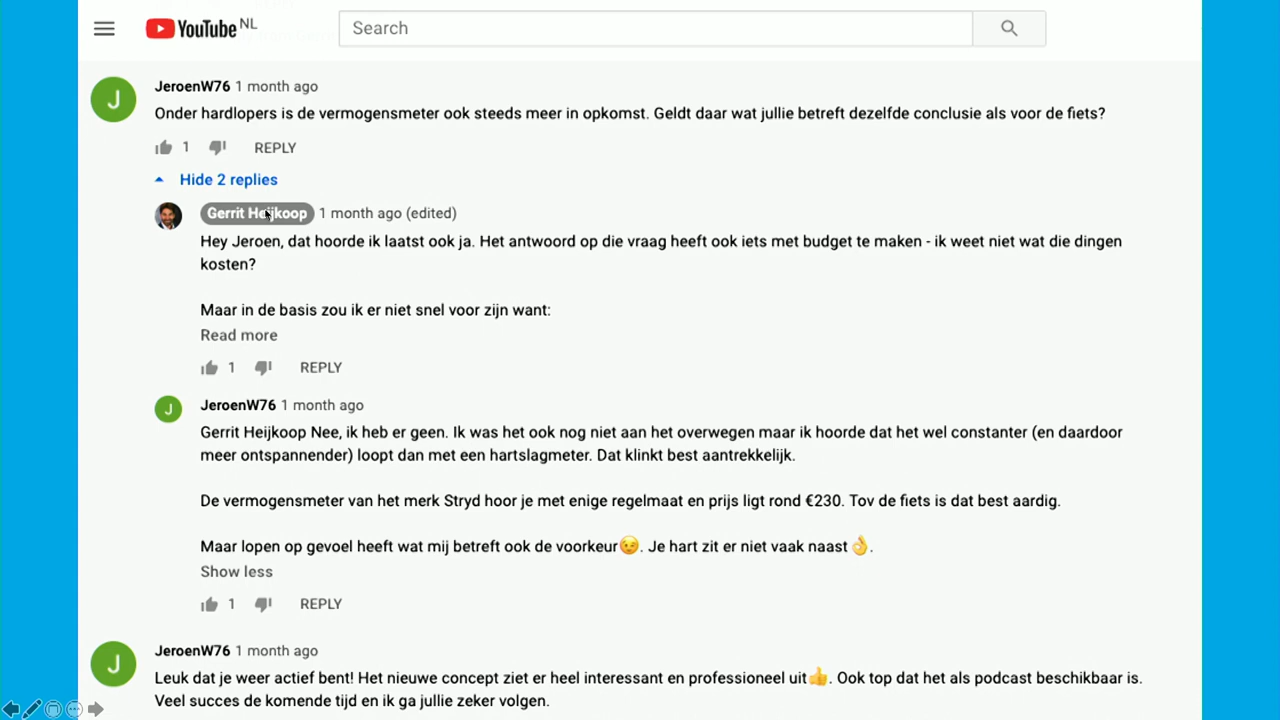 YouTube NL
Search
J
JeroenW76 1 month ago
Onder hardlopers is de vermogensmeter ook steeds meer in opkomst. Geldt daar wat jullie betreft dezelfde conclusie als voor de fiets?
1 REPLY
Hide 2 replies
Gerrit Heijkoop 1 month ago (edited)
Hey Jeroen, dat hoorde ik laatst ook ja. Het antwoord op die vraag heeft ook iets met budget te maken - ik weet niet wat die dingen
kosten?
Maar in de basis zou ik er niet snel voor zijn want:
Read more
1 REPLY
J
JeroenW76 1 month ago
Gerrit Heijkoop Nee, ik heb er geen. Ik was het ook nog niet aan het overwegen maar ik hoorde dat het wel constanter (en daardoor
meer ontspannender) loopt dan met een hartslagmeter. Dat klinkt best aantrekkelijk.
De vermogensmeter van het merk Stryd hoor je met enige regelmaat en prijs ligt rond €230. Tov de fiets is dat best aardig.
Maar lopen op gevoel heeft wat mij betreft ook de voorkeur😉. Je hart zit er niet vaak naast👌.
Show less
1 REPLY
J
JeroenW76 1 month ago
Leuk dat je weer actief bent! Het nieuwe concept ziet er heel interessant en professioneel uit👍. Ook top dat het als podcast beschikbaar is.
Veel succes de komende tijd en ik ga jullie zeker volgen.